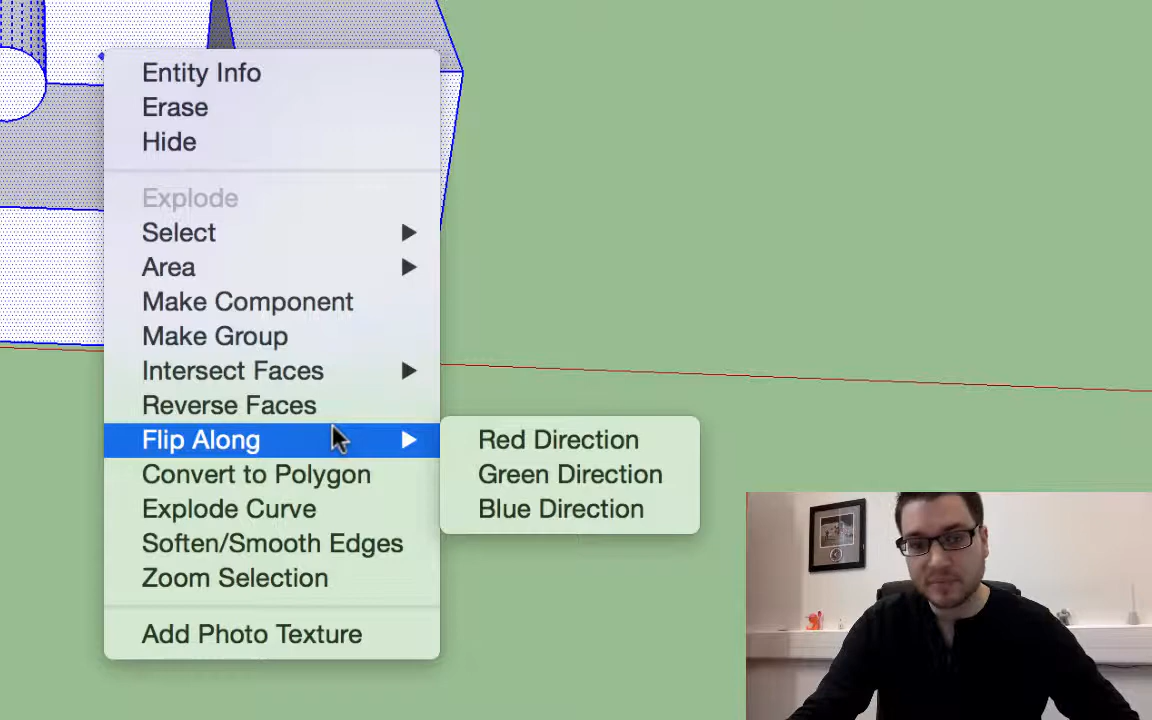 Entity Info
Erase
Hide
Explode
Select
Area
Make Component
Make Group
Intersect Faces
Reverse Faces
Flip Along
Red Direction
Green Direction
Blue Direction
Convert to Polygon
Explode Curve
Soften/Smooth Edges
Zoom Selection
Add Photo Texture